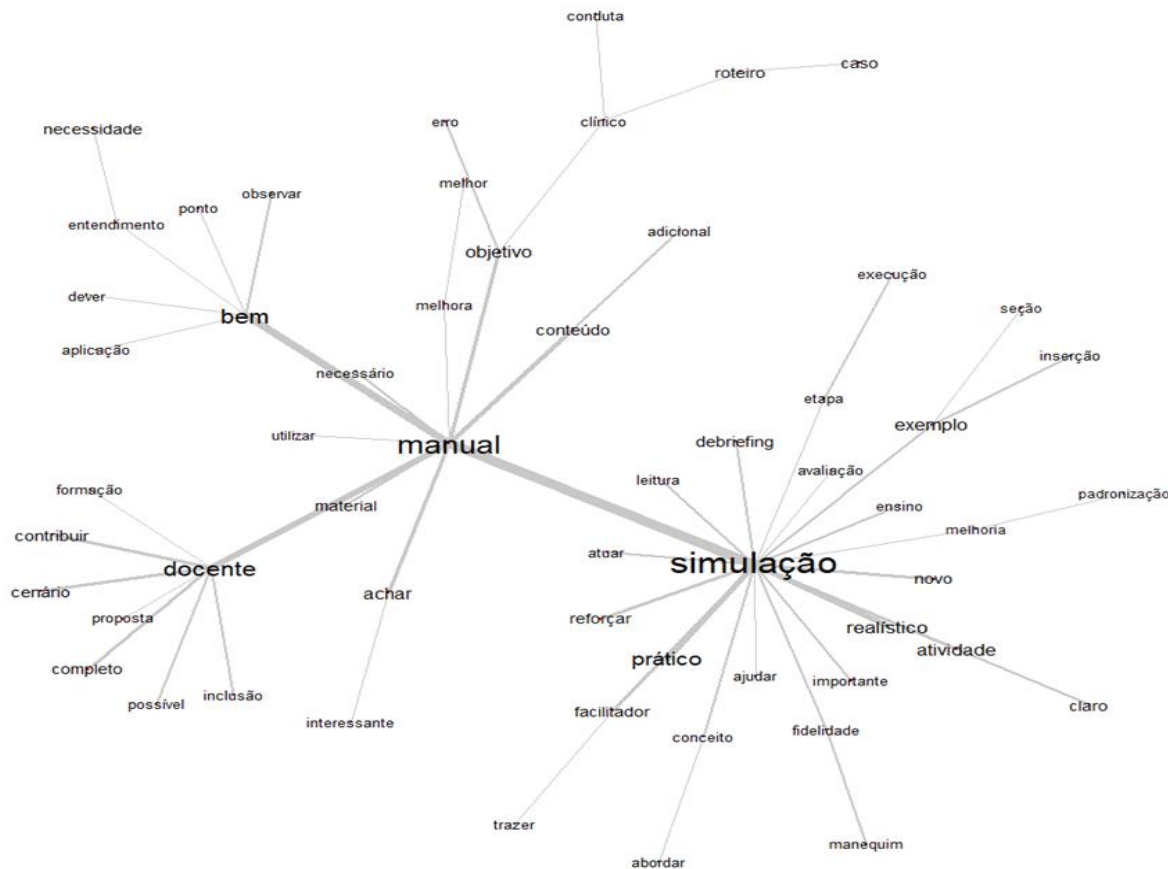 conduta
caso
roteiro
erro
clínico
necessidade
melhor
observar
ponto
entendimento
adicional
objetivo
execução
dever
melhora
seção
bem
conteúdo
aplicação
inserção
necessário
etapa
exemplo
utilizar
manual
debriefing
avaliação
leitura
formação
material
ensino
padronização
contribuir
melhoria
atuar
docente
simulação
novo
cenário
achar
proposta
reforçar
realístico
atividade
prático
completo
ajudar
importante
possível
inclusão
claro
facilitador
interessante
conceito
fidelidade
trazer
manequim
abordar